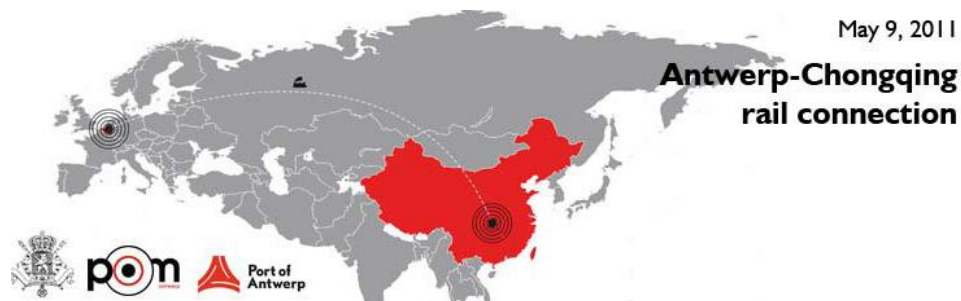 May 9, 2011
Antwerp-Chongqing
rail connection
pom
Port of
Antwerp